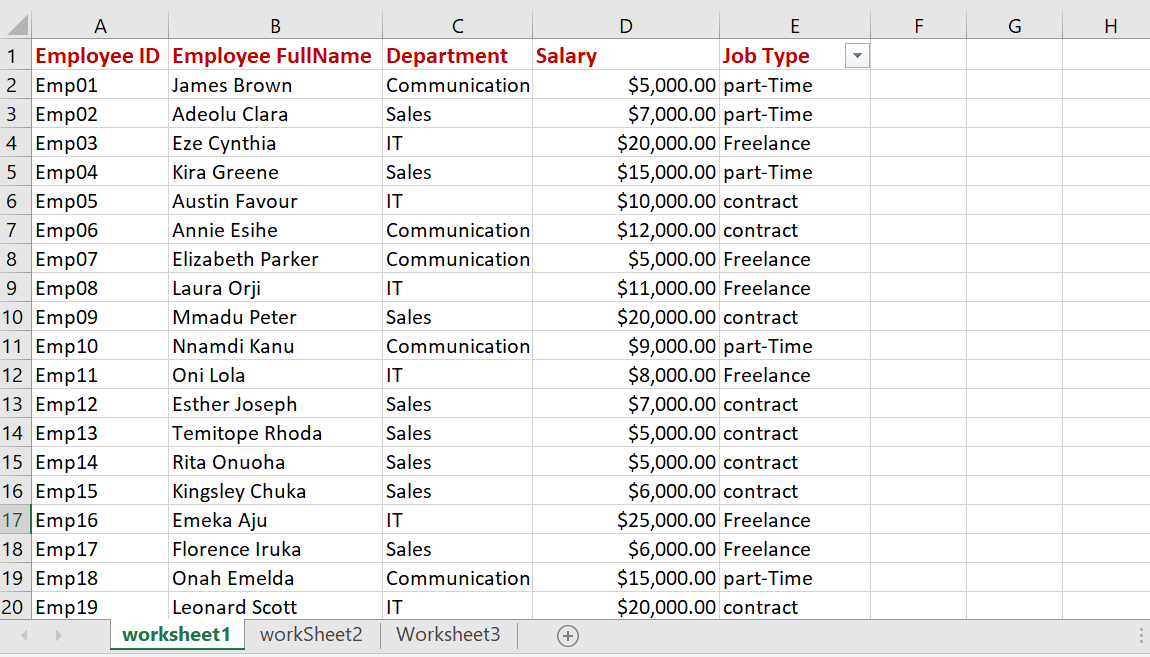 A B C D E F G H
1 Employee ID Employee FullName Department Salary Job Type
2 Emp01 James Brown Communication $5,000.00 part-Time
3 Emp02 Adeolu Clara Sales $7,000.00 part-Time
4 Emp03 Eze Cynthia IT $20,000.00 Freelance
5 Emp04 Kira Greene Sales $15,000.00 part-Time
6 Emp05 Austin Favour IT $10,000.00 contract
7 Emp06 Annie Esihe Communication $12,000.00 contract
8 Emp07 Elizabeth Parker Communication $5,000.00 Freelance
9 Emp08 Laura Orji IT $11,000.00 Freelance
10 Emp09 Mmadu Peter Sales $20,000.00 contract
11 Emp10 Nnamdi Kanu Communication $9,000.00 part-Time
12 Emp11 Oni Lola IT $8,000.00 Freelance
13 Emp12 Esther Joseph Sales $7,000.00 contract
14 Emp13 Temitope Rhoda Sales $5,000.00 contract
15 Emp14 Rita Onuoha Sales $5,000.00 contract
16 Emp15 Kingsley Chuka Sales $6,000.00 contract
17 Emp16 Emeka Aju IT $25,000.00 Freelance
18 Emp17 Florence Iruka Sales $6,000.00 Freelance
19 Emp18 Onah Emelda Communication $15,000.00 part-Time
20 Emp19 Leonard Scott IT $20,000.00 contract
worksheet1 workSheet2 Worksheet3